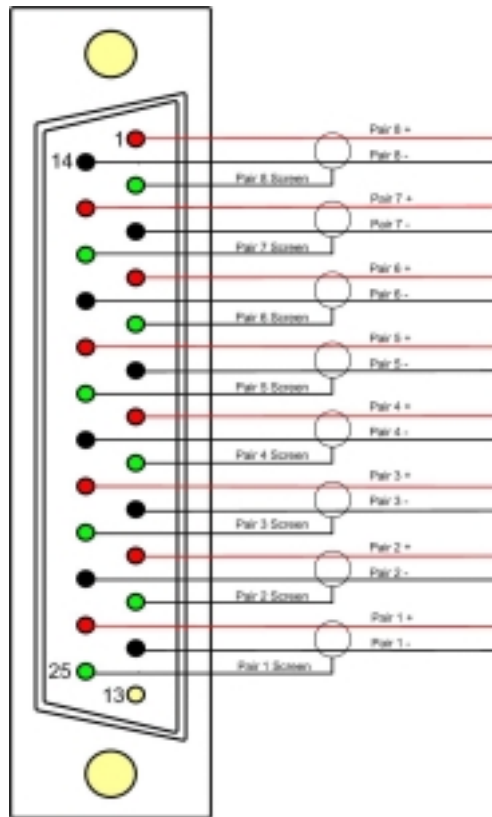 Pair 8 +
1
14
Pair 8 -
Pair 8 Screen
Pair 7 +
Pair 7 -
Pair 7 Screen
Pair 6 +
Pair 6 -
Pair 6 Screen
Pair 5 +
Pair 5 -
Pair 5 Screen
Pair 4 +
Pair 4 -
Pair 4 Screen
Pair 3 +
Pair 3 -
Pair 3 Screen
Pair 2 +
Pair 2 -
Pair 2 Screen
Pair 1 +
Pair 1 -
Pair 1 Screen
25
13